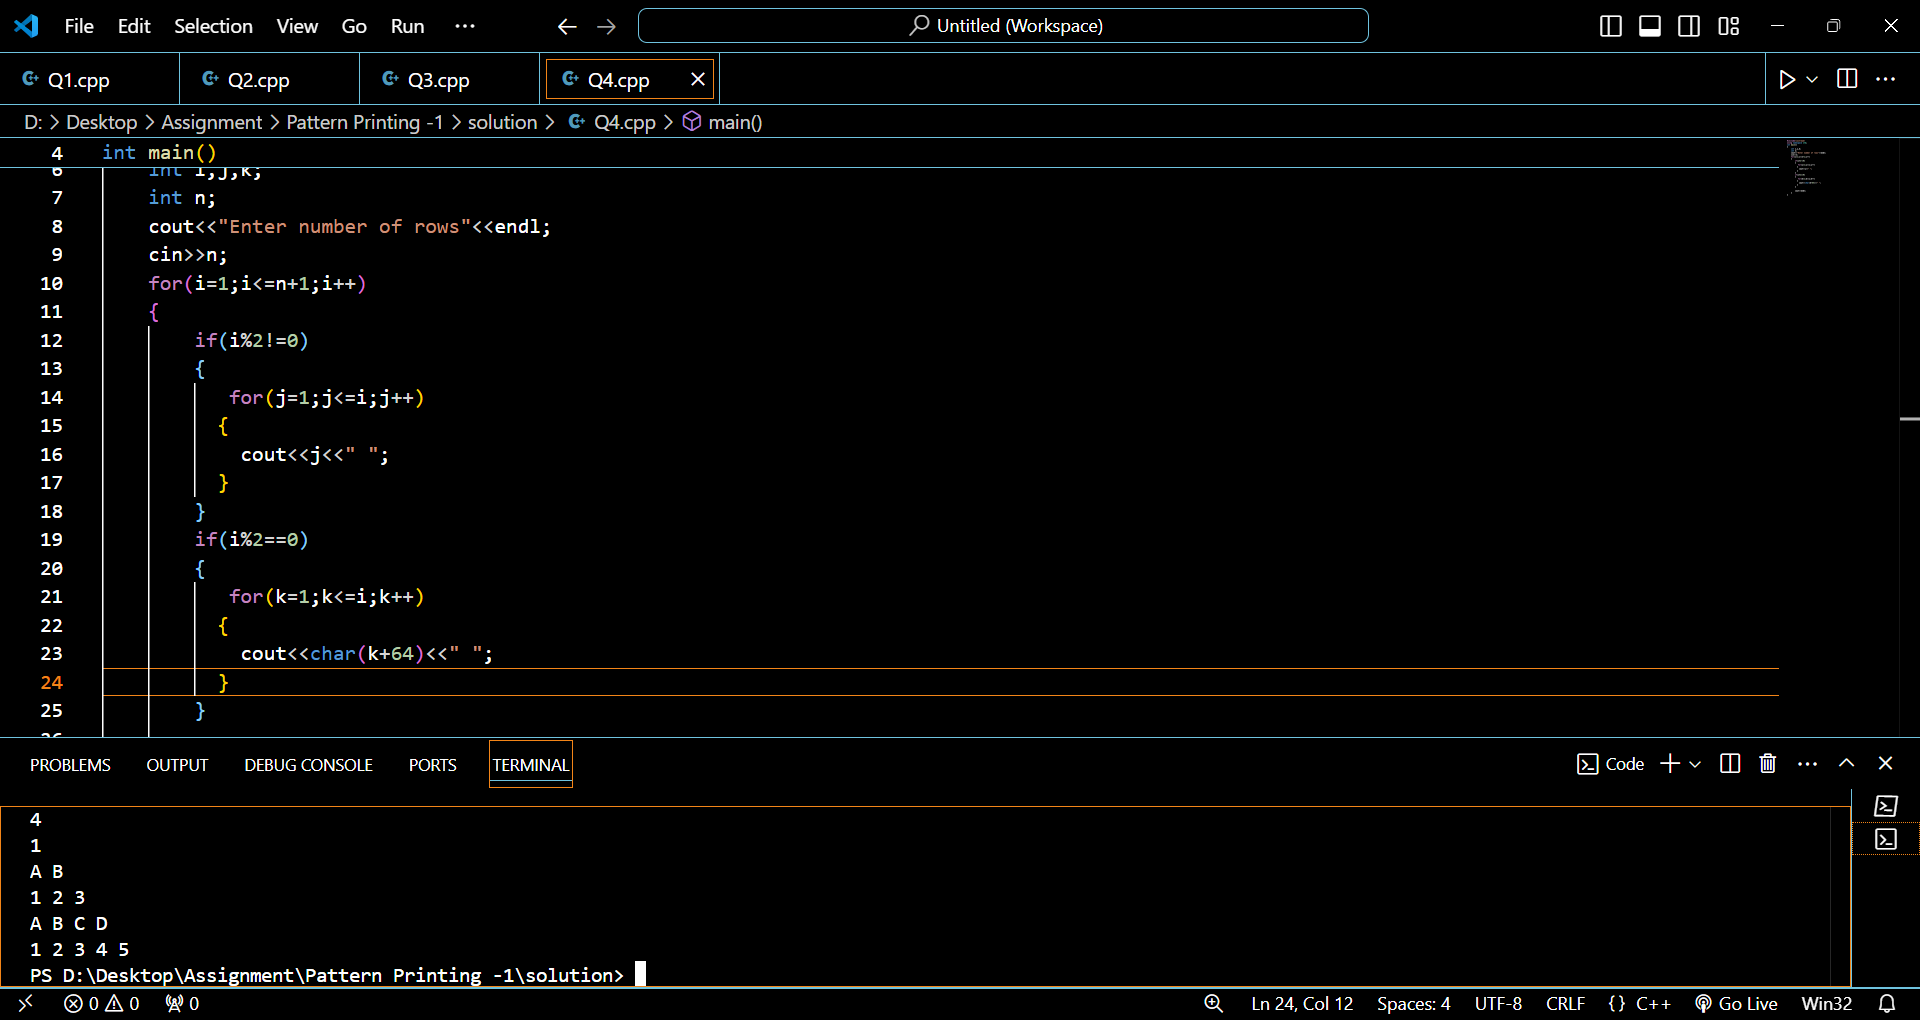 File Edit Selection View Go Run ··· Untitled (Workspace)
Q1.cpp Q2.cpp Q3.cpp Q4.cpp
D: > Desktop > Assignment > Pattern Printing -1 > solution > Q4.cpp > main()
4 int main()
6 int i,j,k;
7 int n;
8 cout<<"Enter number of rows"<<endl;
9 cin>>n;
10 for(i=1;i<=n+1;i++)
11 {
12 if(i%2!=0)
13 {
14 for(j=1;j<=i;j++)
15 {
16 cout<<j<<" ";
17 }
18 }
19 if(i%2==0)
20 {
21 for(k=1;k<=i;k++)
22 {
23 cout<<char(k+64)<<" ";
24 }
25 }
26
PROBLEMS OUTPUT DEBUG CONSOLE PORTS TERMINAL Code
4
1
A B
1 2 3
A B C D
1 2 3 4 5
PS D:\Desktop\Assignment\Pattern Printing -1\solution>
0 0 0 Ln 24, Col 12 Spaces: 4 UTF-8 CRLF {} C++ Go Live Win32